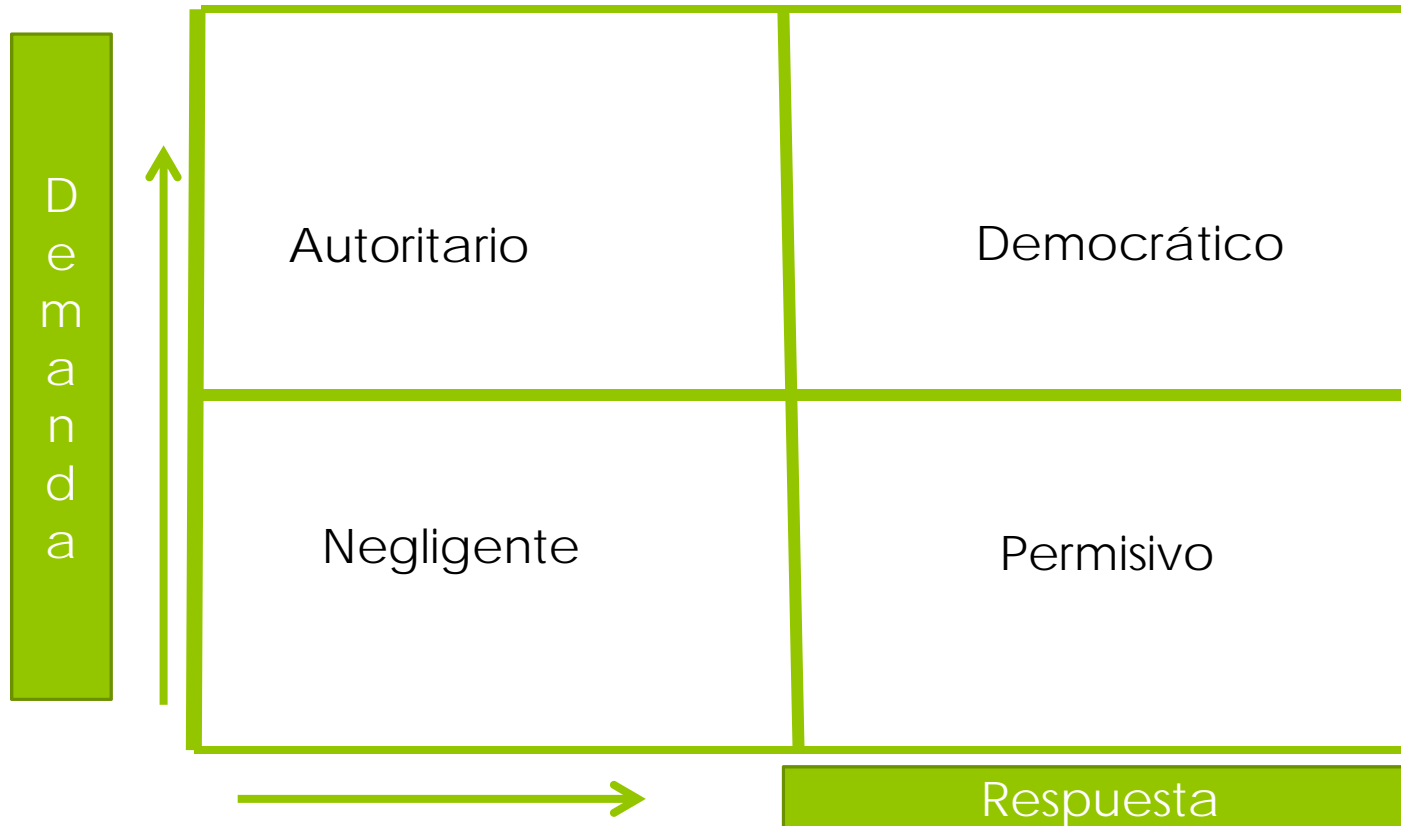 Demanda
Autoritario
Democrático
Negligente
Permisivo
Respuesta